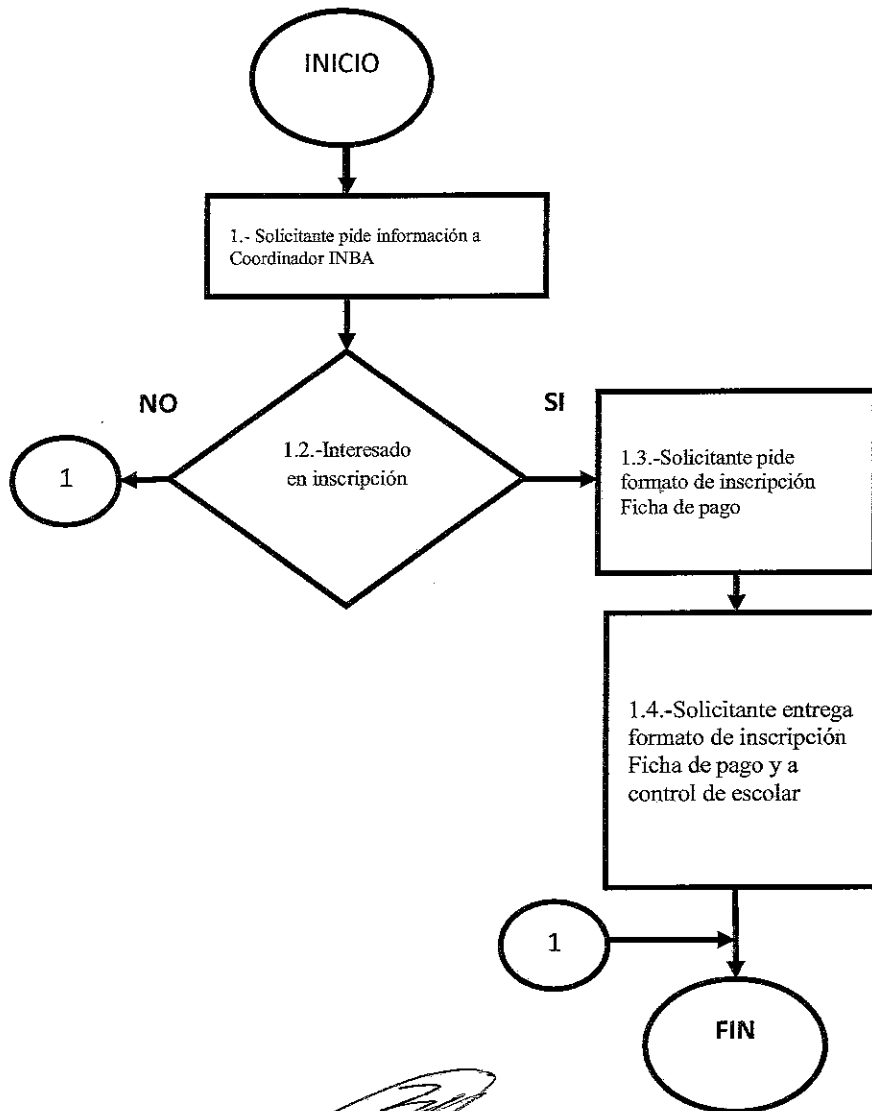 INICIO
1.- Solicitante pide información a
Coordinador INBA
NO
SI
1
1.2.-Interesado
en inscripción
1.3.-Solicitante pide
formato de inscripción
Ficha de pago
1.4.-Solicitante entrega
formato de inscripción
Ficha de pago y a
control de escolar
1
FIN